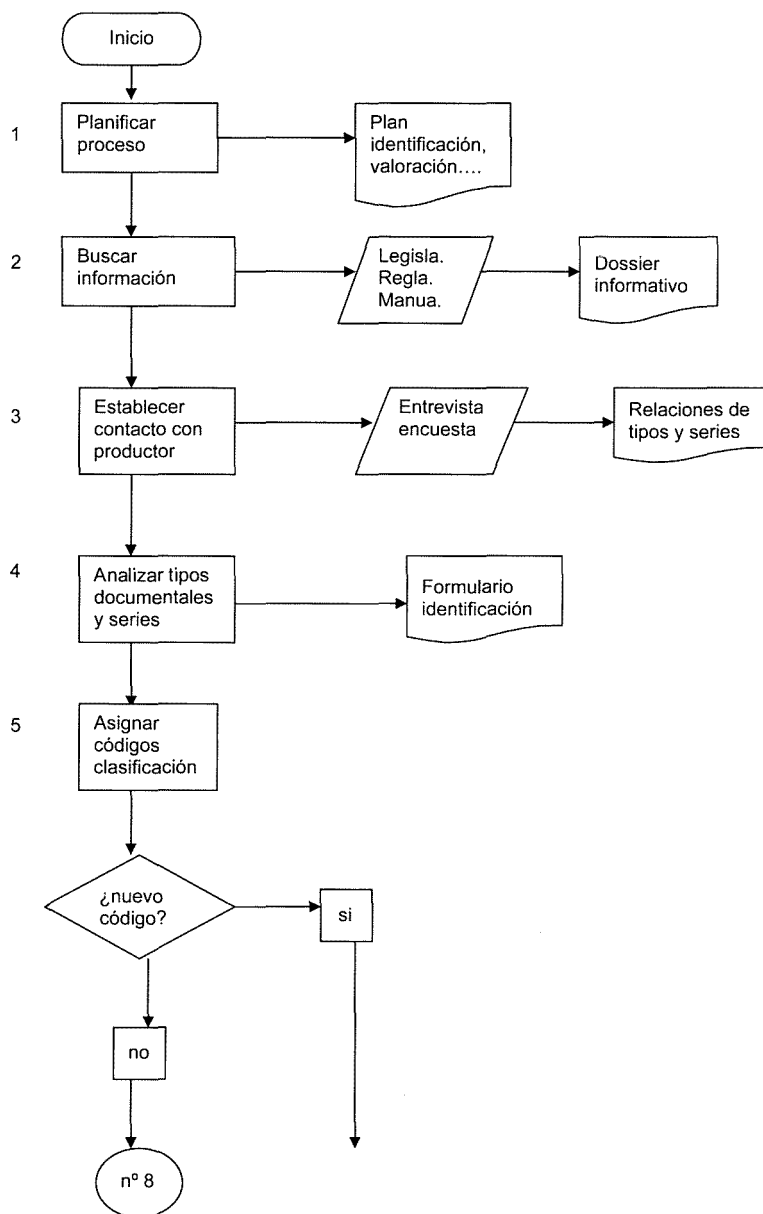 Inicio
1
Planificar
proceso
Plan
identificación,
valoración....
2
Buscar
información
Legisla.
Regla.
Manua.
Dossier
informativo
3
Establecer
contacto con
productor
Entrevista
encuesta
Relaciones de
tipos y series
4
Analizar tipos
documentales
y series
Formulario
identificación
5
Asignar
códigos
clasificación
¿nuevo
código?
si
no
nº 8